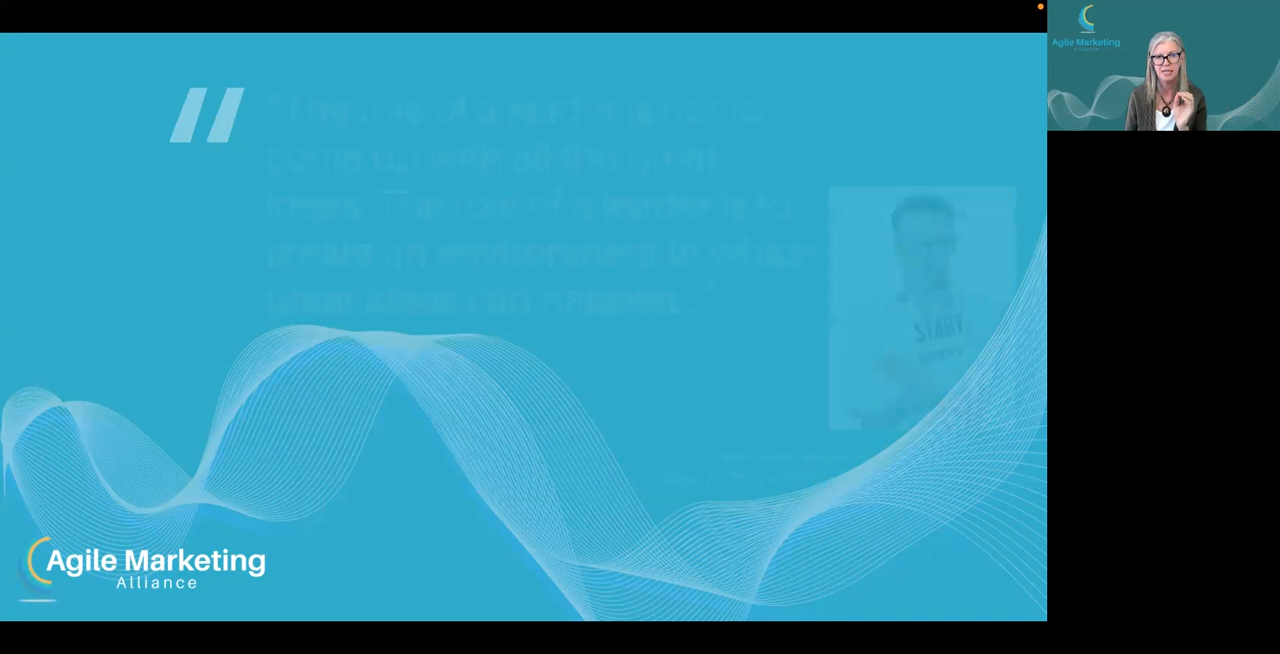 "The role of a leader is not to
come up with all the great
ideas. The role of a leader is to
create an environment in which
great ideas can happen."
Agile Marketing
Alliance
Agile Marketing